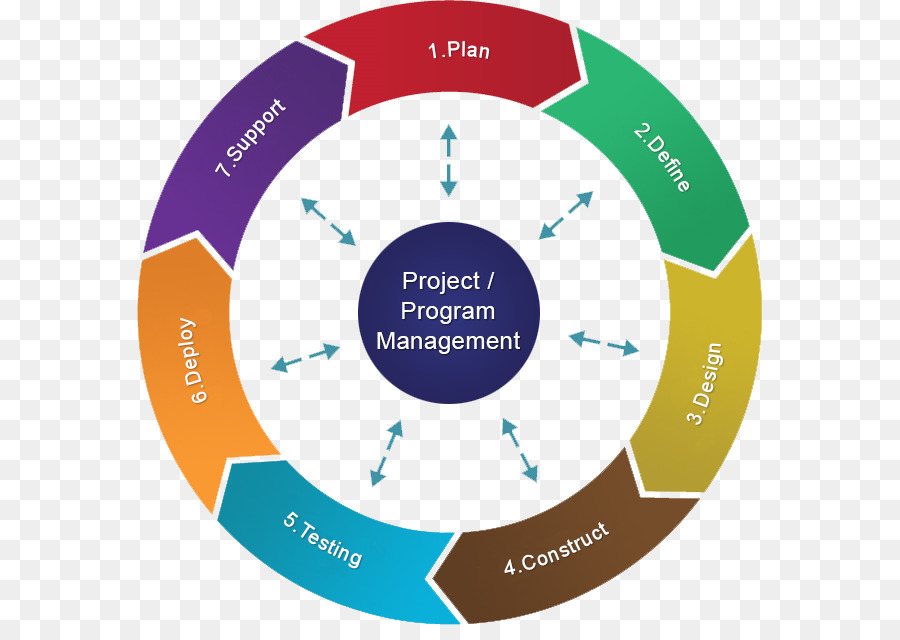 1.Plan
2.Define
3.Design
4.Construct
5.Testing
6.Deploy
7.Support
Project /
Program
Management